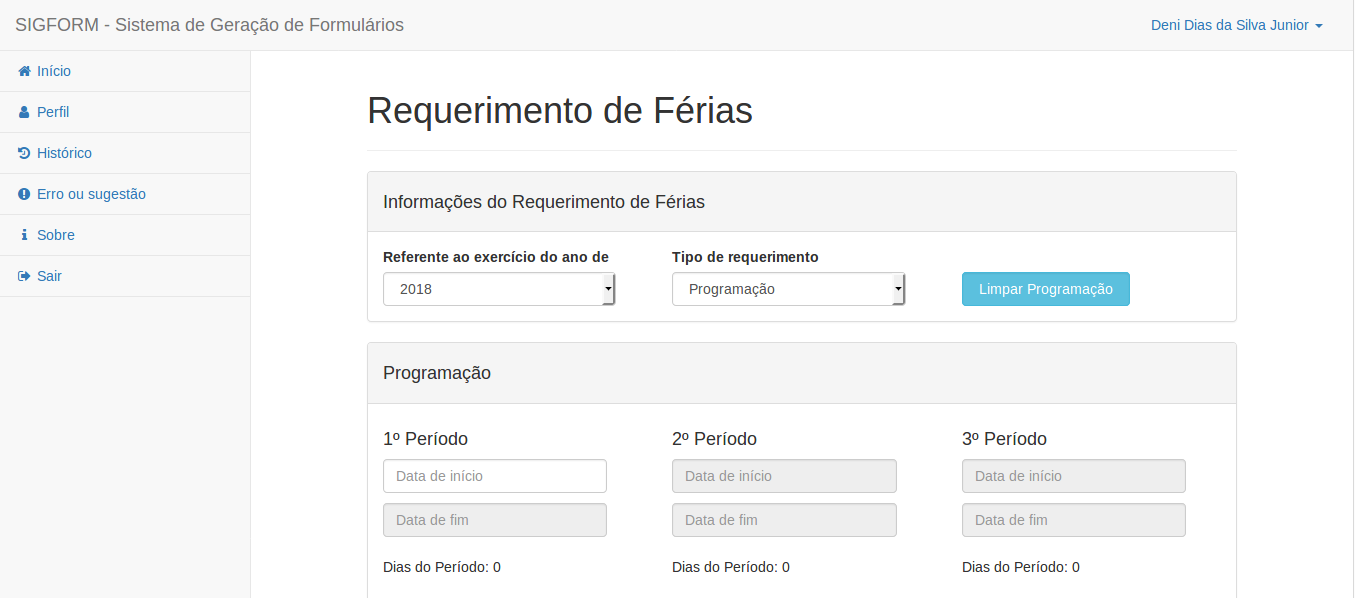 SIGFORM - Sistema de Geração de Formulários
Deni Dias da Silva Junior
Início
Perfil
Histórico
Erro ou sugestão
Sobre
Sair
Requerimento de Férias
Informações do Requerimento de Férias
Referente ao exercício do ano de
Tipo de requerimento
2018
Programação
Limpar Programação
Programação
1º Período
2º Período
3º Período
Data de início
Data de início
Data de início
Data de fim
Data de fim
Data de fim
Dias do Período: 0
Dias do Período: 0
Dias do Período: 0